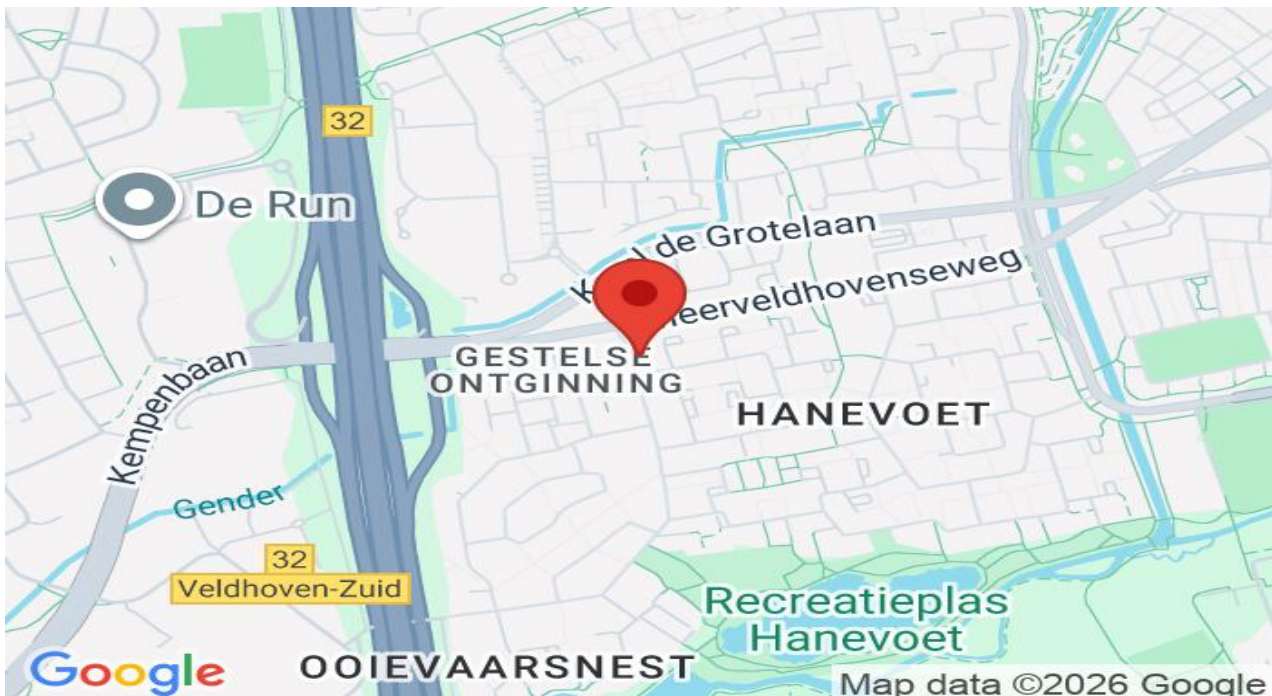 32
De Run
de Grotelaan
heerveldhovenseweg
GESTELSE
ONTGINNING
Kempenbaan
HANEVOET
Gender
32
Veldhoven-Zuid
Recreatieplas
Hanevoet
OOIEVAARSNEST
Google
Map data ©2026 Google